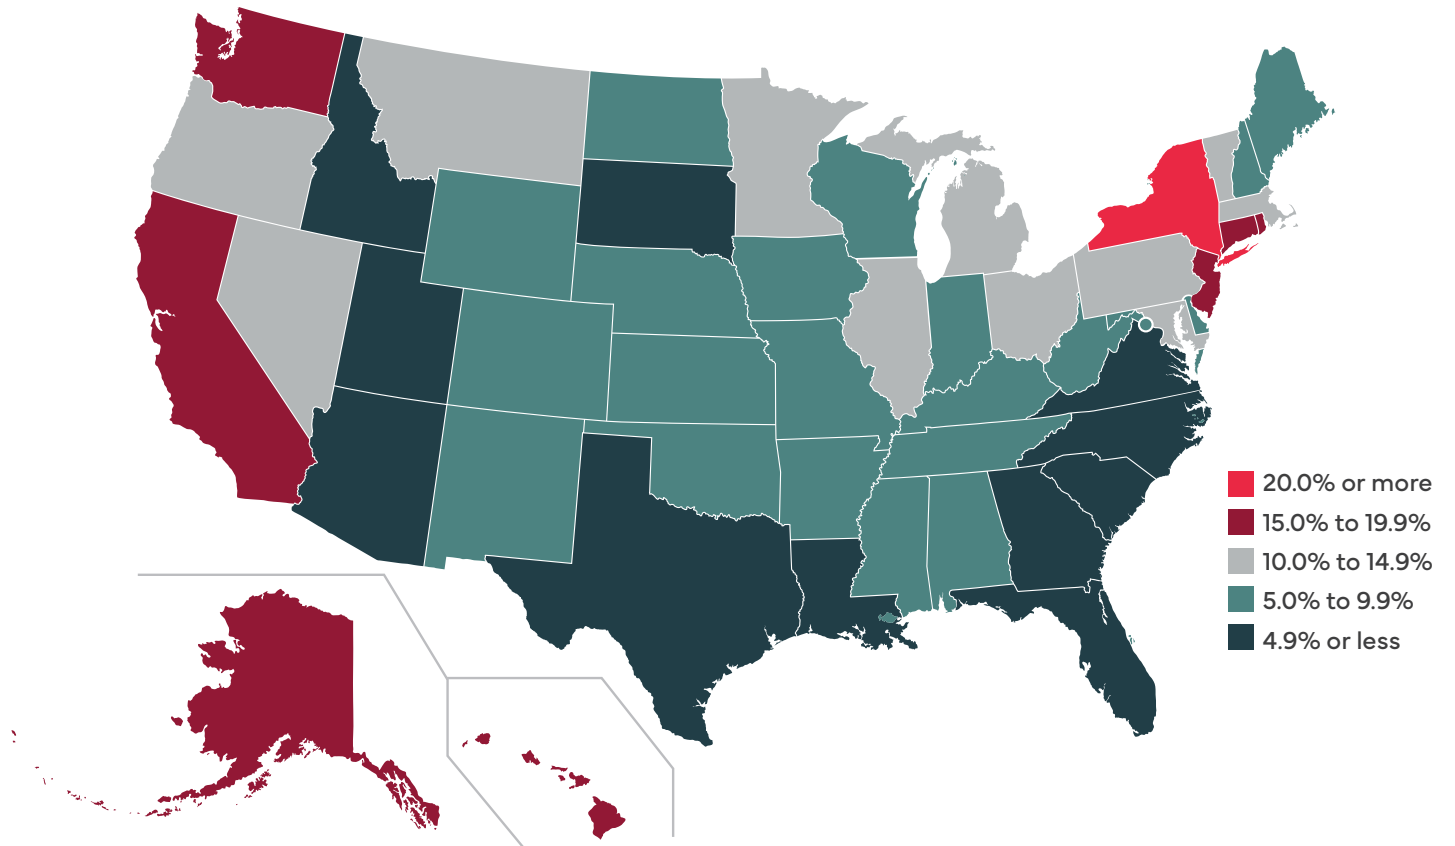 20.0% or more
15.0% to 19.9%
10.0% to 14.9%
5.0% to 9.9%
4.9% or less